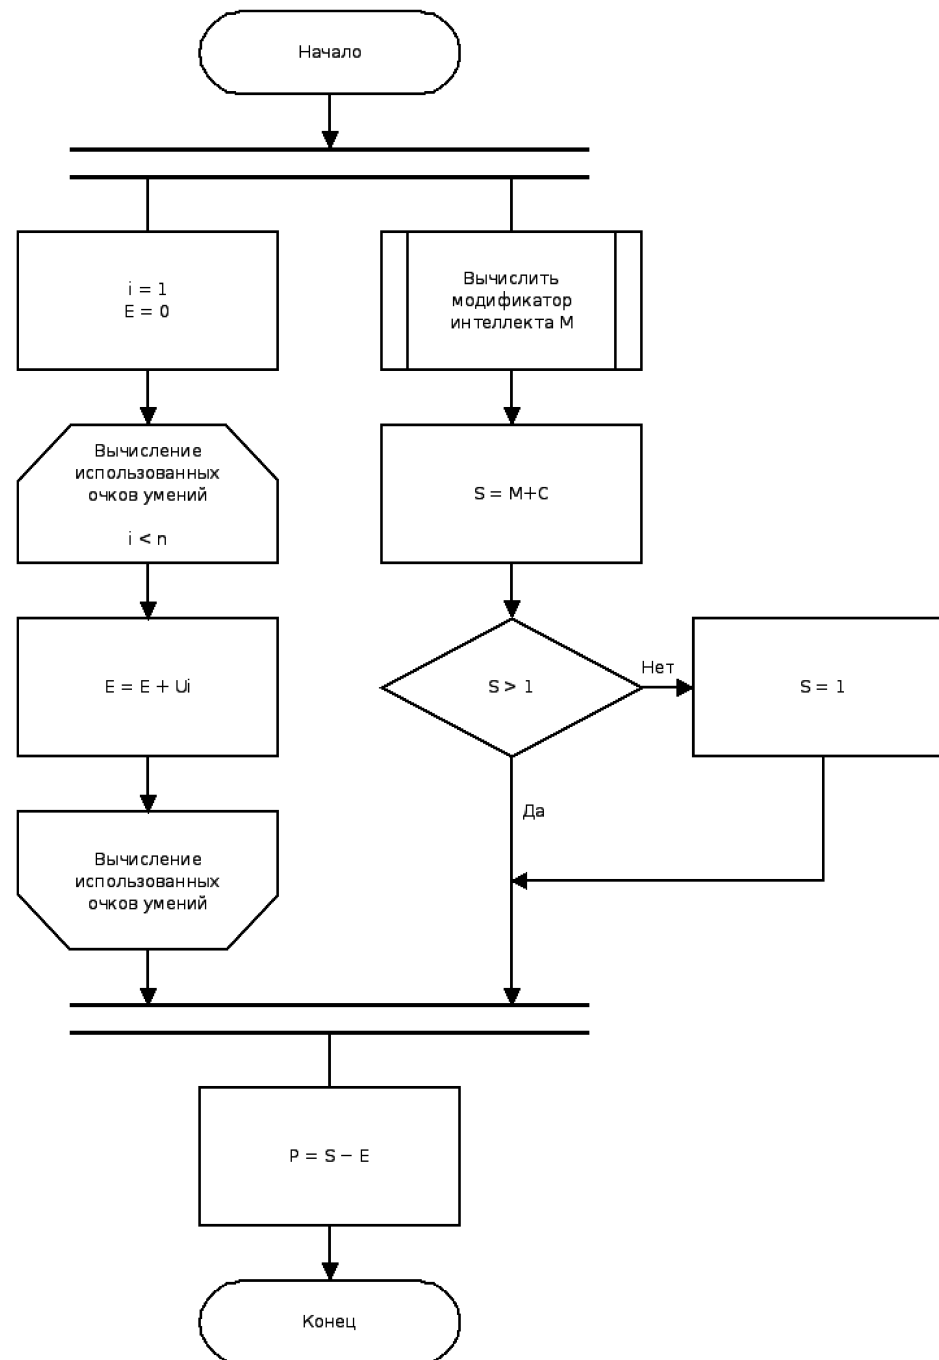 Начало
i = 1
E = 0
Вычислить
модификатор
интеллекта M
Вычисление
использованных
очков умений
i < n
S = M+C
E = E + Ui
S > 1
Нет
S = 1
Да
Вычисление
использованных
очков умений
P = S − E
Конец